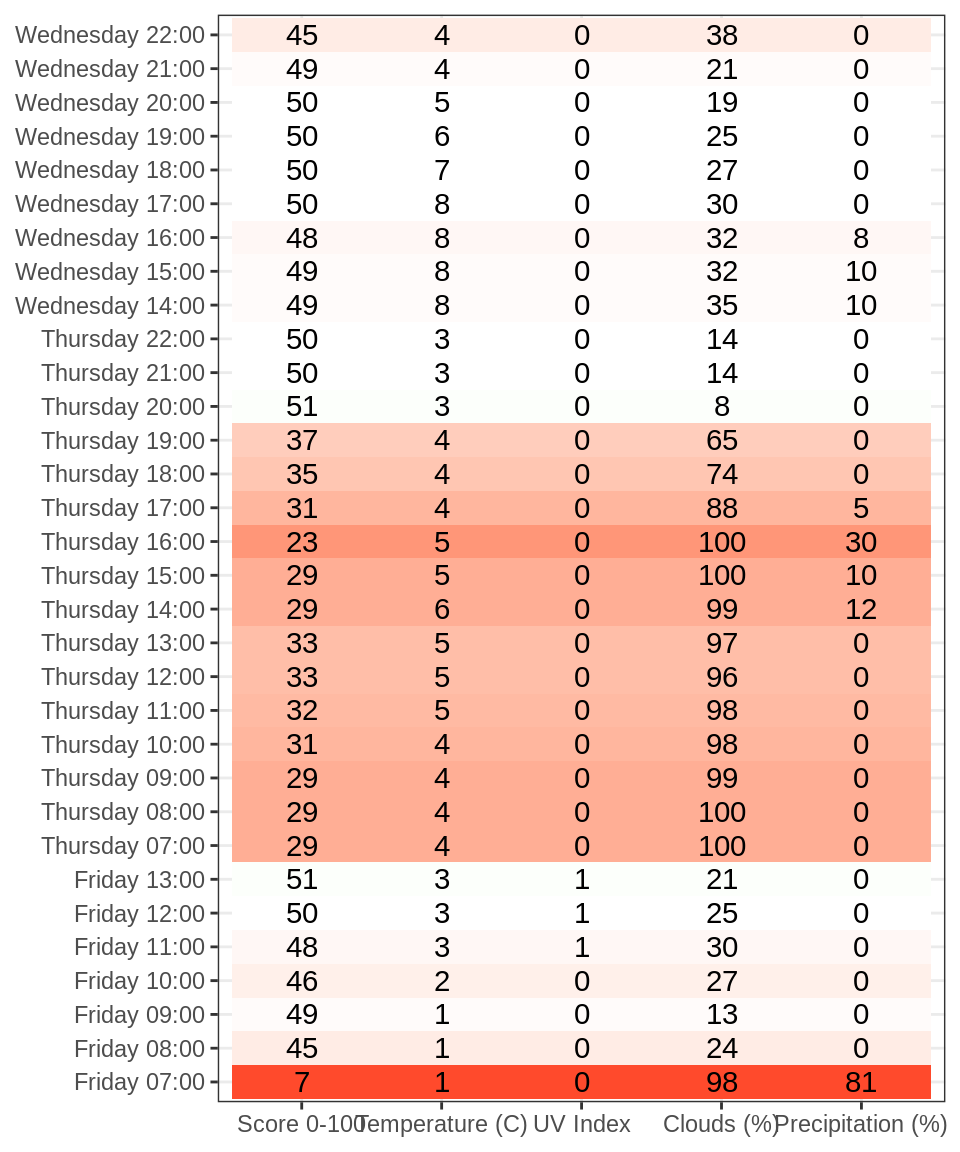 Wednesday 22:00 45 4 0 38 0
Wednesday 21:00 49 4 0 21 0
Wednesday 20:00 50 5 0 19 0
Wednesday 19:00 50 6 0 25 0
Wednesday 18:00 50 7 0 27 0
Wednesday 17:00 50 8 0 30 0
Wednesday 16:00 48 8 0 32 8
Wednesday 15:00 49 8 0 32 10
Wednesday 14:00 49 8 0 35 10
Thursday 22:00 50 3 0 14 0
Thursday 21:00 50 3 0 14 0
Thursday 20:00 51 3 0 8 0
Thursday 19:00 37 4 0 65 0
Thursday 18:00 35 4 0 74 0
Thursday 17:00 31 4 0 88 5
Thursday 16:00 23 5 0 100 30
Thursday 15:00 29 5 0 100 10
Thursday 14:00 29 6 0 99 12
Thursday 13:00 33 5 0 97 0
Thursday 12:00 33 5 0 96 0
Thursday 11:00 32 5 0 98 0
Thursday 10:00 31 4 0 98 0
Thursday 09:00 29 4 0 99 0
Thursday 08:00 29 4 0 100 0
Thursday 07:00 29 4 0 100 0
Friday 13:00 51 3 1 21 0
Friday 12:00 50 3 1 25 0
Friday 11:00 48 3 1 30 0
Friday 10:00 46 2 0 27 0
Friday 09:00 49 1 0 13 0
Friday 08:00 45 1 0 24 0
Friday 07:00 7 1 0 98 81
Score 0-100 Temperature (C) UV Index Clouds (%) Precipitation (%)